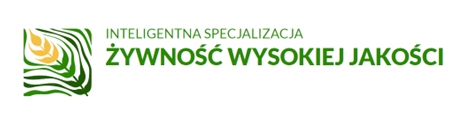 INTELIGENTNA SPECJALIZACJA
ŻYWNOŚĆ WYSOKIEJ JAKOŚCI